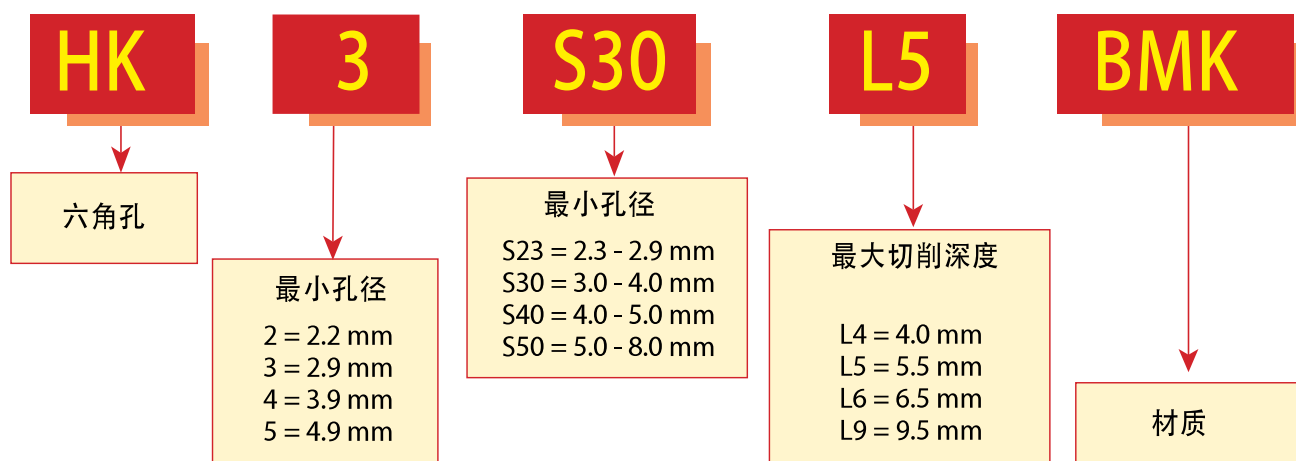 HK
3
S30
L5
BMK
六角孔
最小孔径
2 = 2.2 mm
3 = 2.9 mm
4 = 3.9 mm
5 = 4.9 mm
最小孔径
S23 = 2.3 - 2.9 mm
S30 = 3.0 - 4.0 mm
S40 = 4.0 - 5.0 mm
S50 = 5.0 - 8.0 mm
最大切削深度
L4 = 4.0 mm
L5 = 5.5 mm
L6 = 6.5 mm
L9 = 9.5 mm
材质